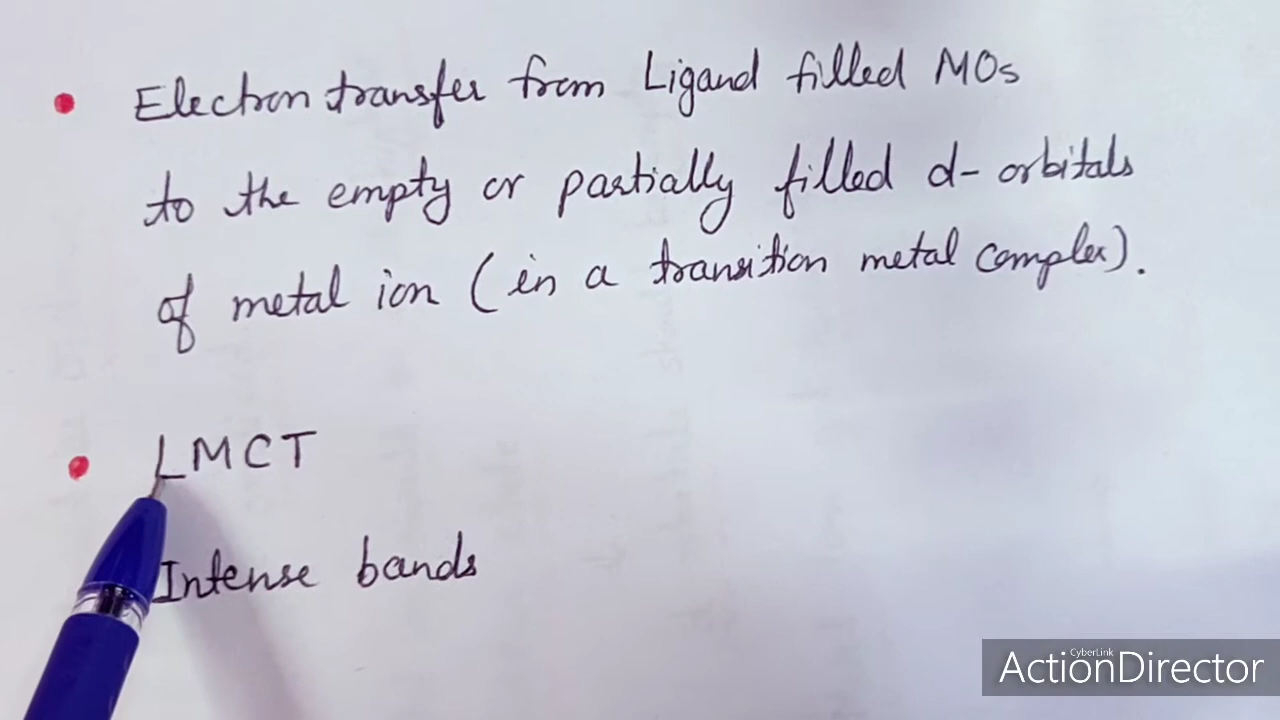 Electron transfer from Ligand filled MOs
to the empty or partially filled d-orbitals
of metal ion (in a transition metal complex).
LMCT
Intense bands
CyberLink
ActionDirector